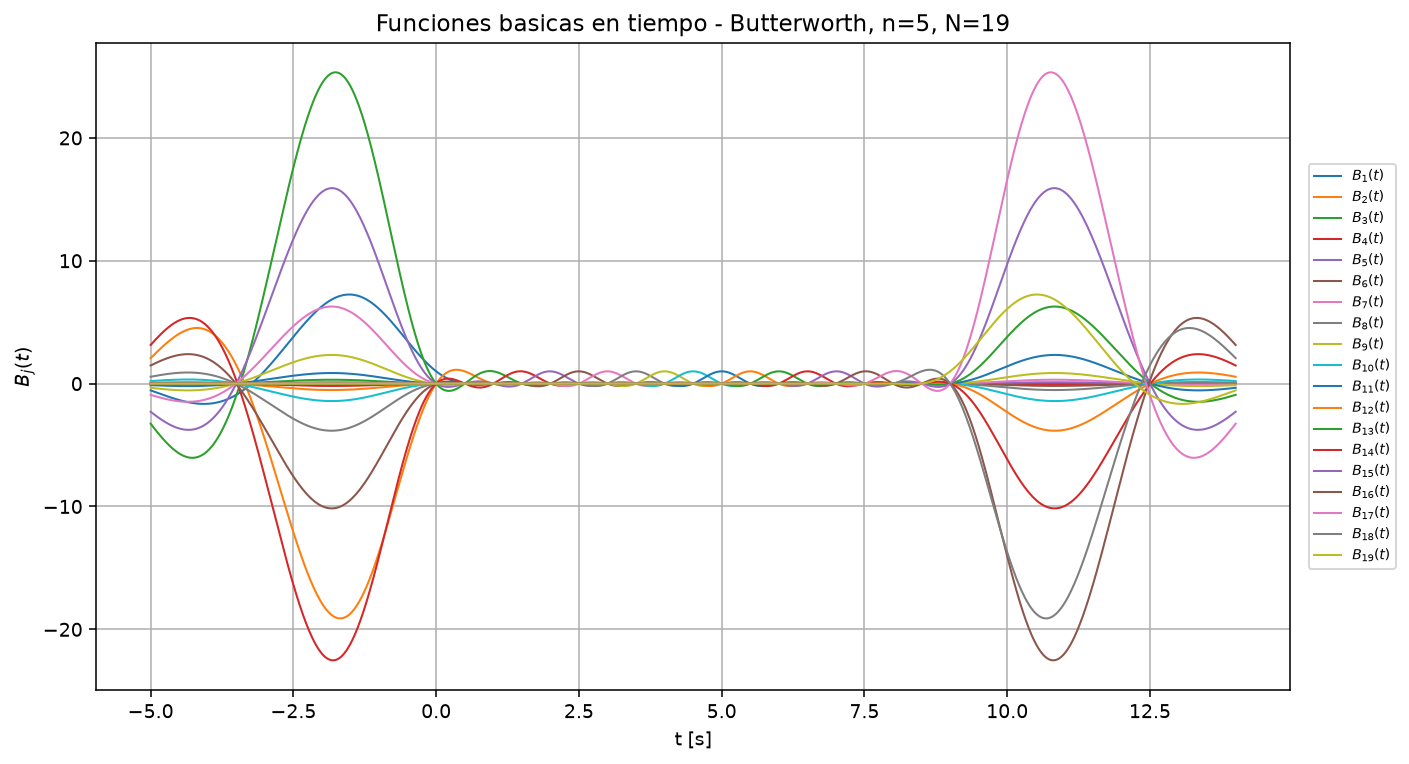 Funciones basicas en tiempo - Butterworth, n=5, N=19
B_j(t)
20
10
0
−10
−20
−5.0 −2.5 0.0 2.5 5.0 7.5 10.0 12.5
t [s]
B_1(t)
B_2(t)
B_3(t)
B_4(t)
B_5(t)
B_6(t)
B_7(t)
B_8(t)
B_9(t)
B_10(t)
B_11(t)
B_12(t)
B_13(t)
B_14(t)
B_15(t)
B_16(t)
B_17(t)
B_18(t)
B_19(t)